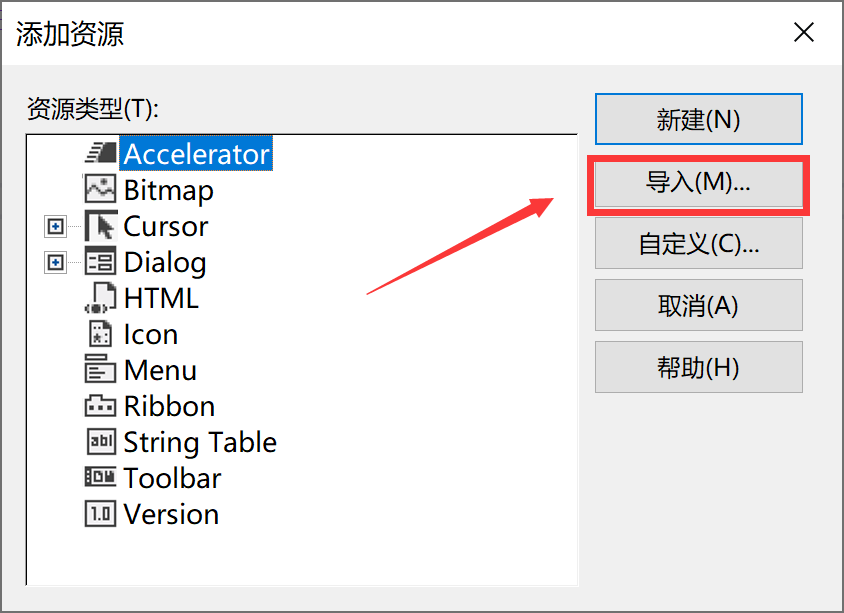 添加资源
资源类型(T):
Accelerator
Bitmap
Cursor
Dialog
HTML
Icon
Menu
Ribbon
String Table
Toolbar
Version
新建(N)
导入(M)...
自定义(C)...
取消(A)
帮助(H)